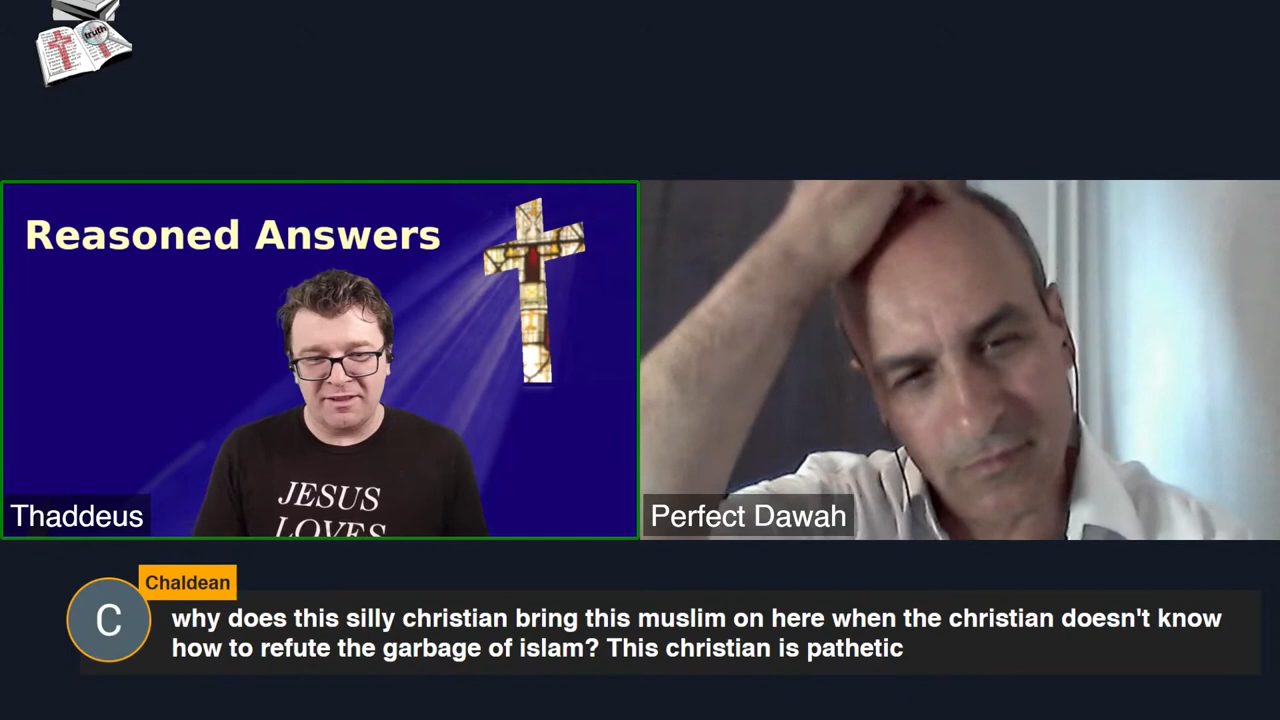 truth
Reasoned Answers
JESUS
LOVES
Thaddeus
Perfect Dawah
Chaldean
C
why does this silly christian bring this muslim on here when the christian doesn't know
how to refute the garbage of islam? This christian is pathetic